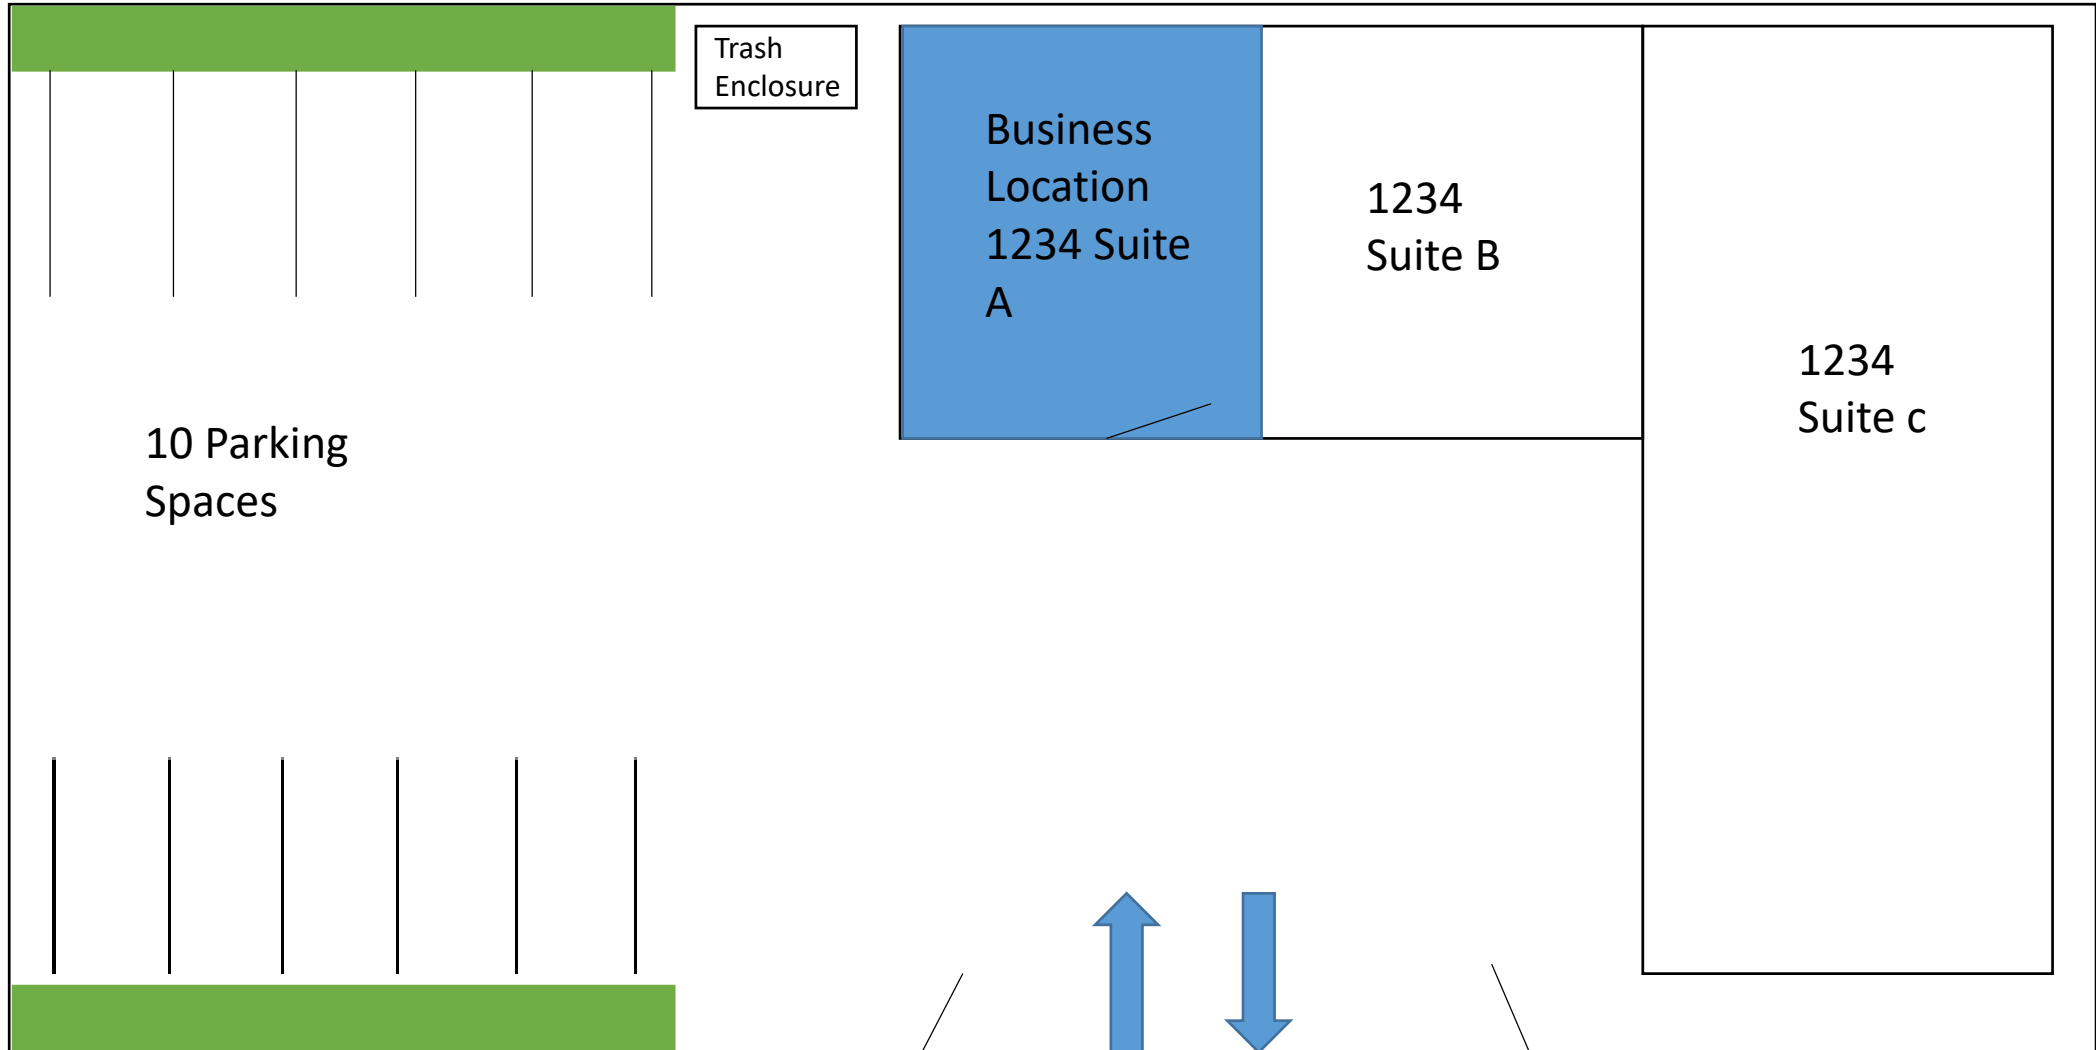 Trash
Enclosure
Business
Location
1234 Suite
A
1234
Suite B
1234
Suite c
10 Parking
Spaces